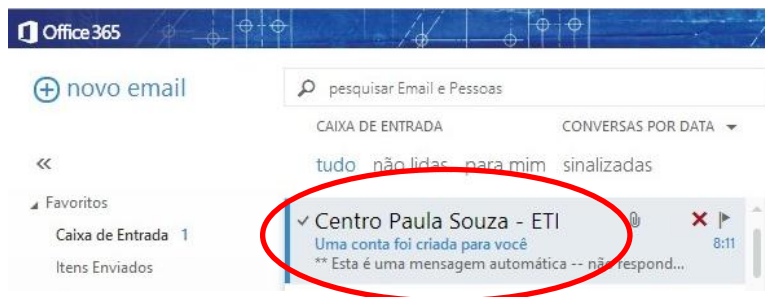 Office 365
novo email
pesquisar Email e Pessoas
CAIXA DE ENTRADA CONVERSAS POR DATA
«
tudo não lidas para mim sinalizadas
Favoritos
Centro Paula Souza - ETI
Caixa de Entrada 1
Uma conta foi criada para você 8:11
Itens Enviados
** Esta é uma mensagem automática -- não respond...